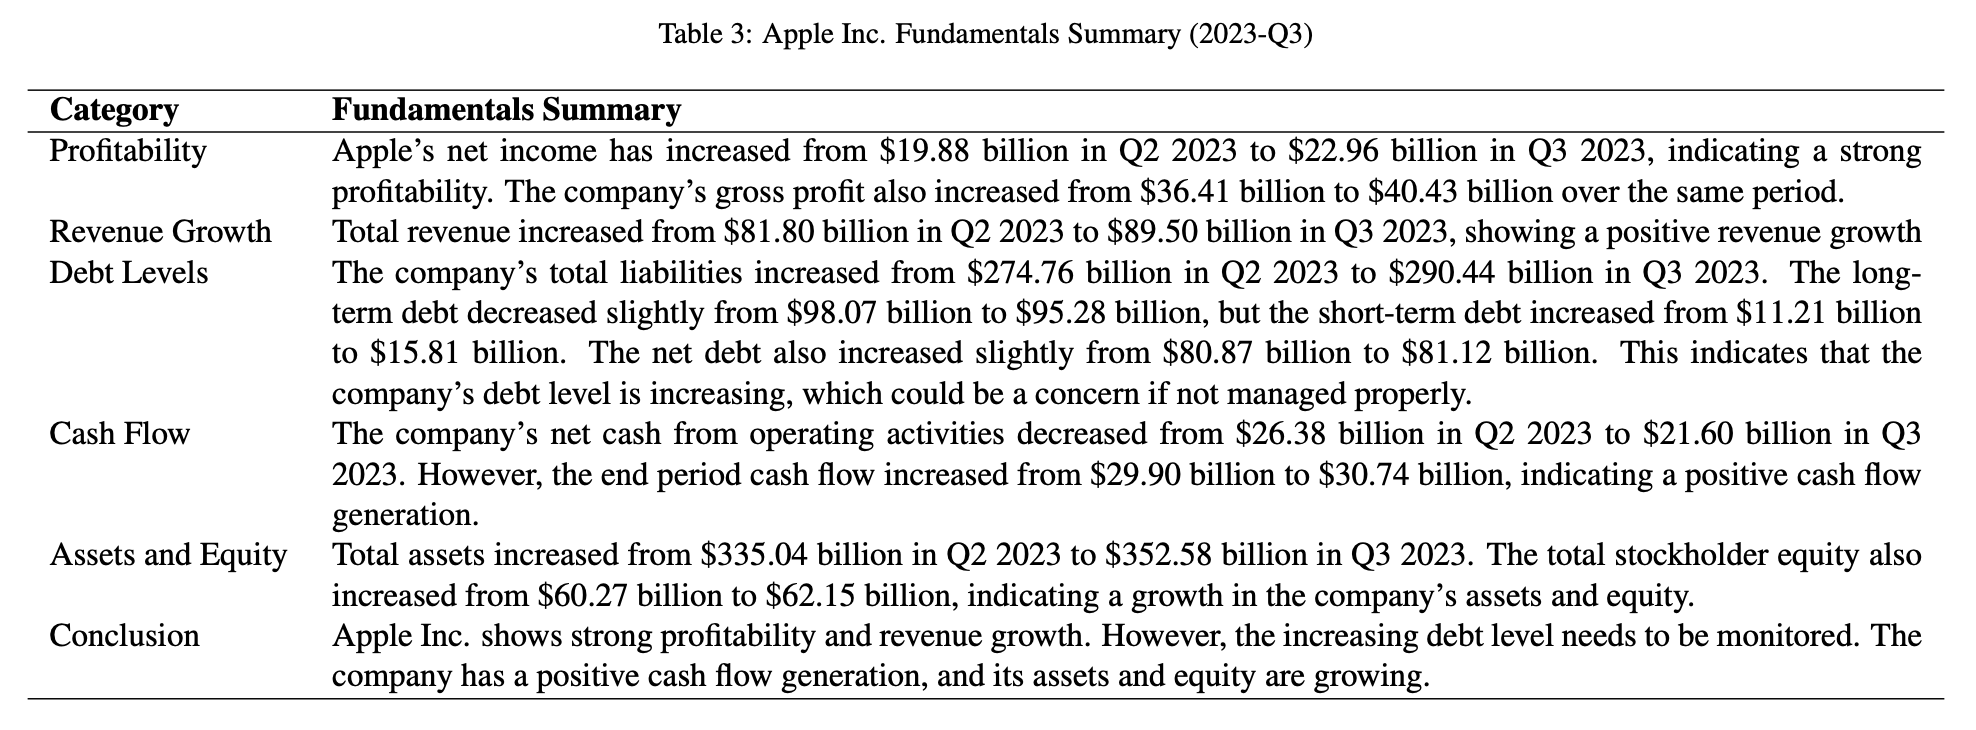 Table 3: Apple Inc. Fundamentals Summary (2023-Q3)
Category Fundamentals Summary
Profitability Apple’s net income has increased from $19.88 billion in Q2 2023 to $22.96 billion in Q3 2023, indicating a strong
profitability. The company’s gross profit also increased from $36.41 billion to $40.43 billion over the same period.
Revenue Growth Total revenue increased from $81.80 billion in Q2 2023 to $89.50 billion in Q3 2023, showing a positive revenue growth
Debt Levels The company’s total liabilities increased from $274.76 billion in Q2 2023 to $290.44 billion in Q3 2023. The long-
term debt decreased slightly from $98.07 billion to $95.28 billion, but the short-term debt increased from $11.21 billion
to $15.81 billion. The net debt also increased slightly from $80.87 billion to $81.12 billion. This indicates that the
company’s debt level is increasing, which could be a concern if not managed properly.
Cash Flow The company’s net cash from operating activities decreased from $26.38 billion in Q2 2023 to $21.60 billion in Q3
2023. However, the end period cash flow increased from $29.90 billion to $30.74 billion, indicating a positive cash flow
generation.
Assets and Equity Total assets increased from $335.04 billion in Q2 2023 to $352.58 billion in Q3 2023. The total stockholder equity also
increased from $60.27 billion to $62.15 billion, indicating a growth in the company’s assets and equity.
Conclusion Apple Inc. shows strong profitability and revenue growth. However, the increasing debt level needs to be monitored. The
company has a positive cash flow generation, and its assets and equity are growing.